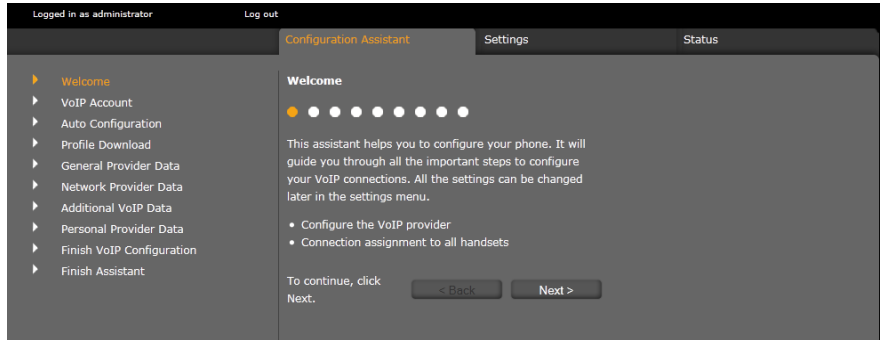 Logged in as administrator
Log out
Configuration Assistant
Settings
Status
Welcome
VoIP Account
Auto Configuration
Profile Download
General Provider Data
Network Provider Data
Additional VoIP Data
Personal Provider Data
Finish VoIP Configuration
Finish Assistant
Welcome
This assistant helps you to configure your phone. It will
guide you through all the important steps to configure
your VoIP connections. All the settings can be changed
later in the settings menu.
• Configure the VoIP provider
• Connection assignment to all handsets
To continue, click
Next.
< Back
Next >